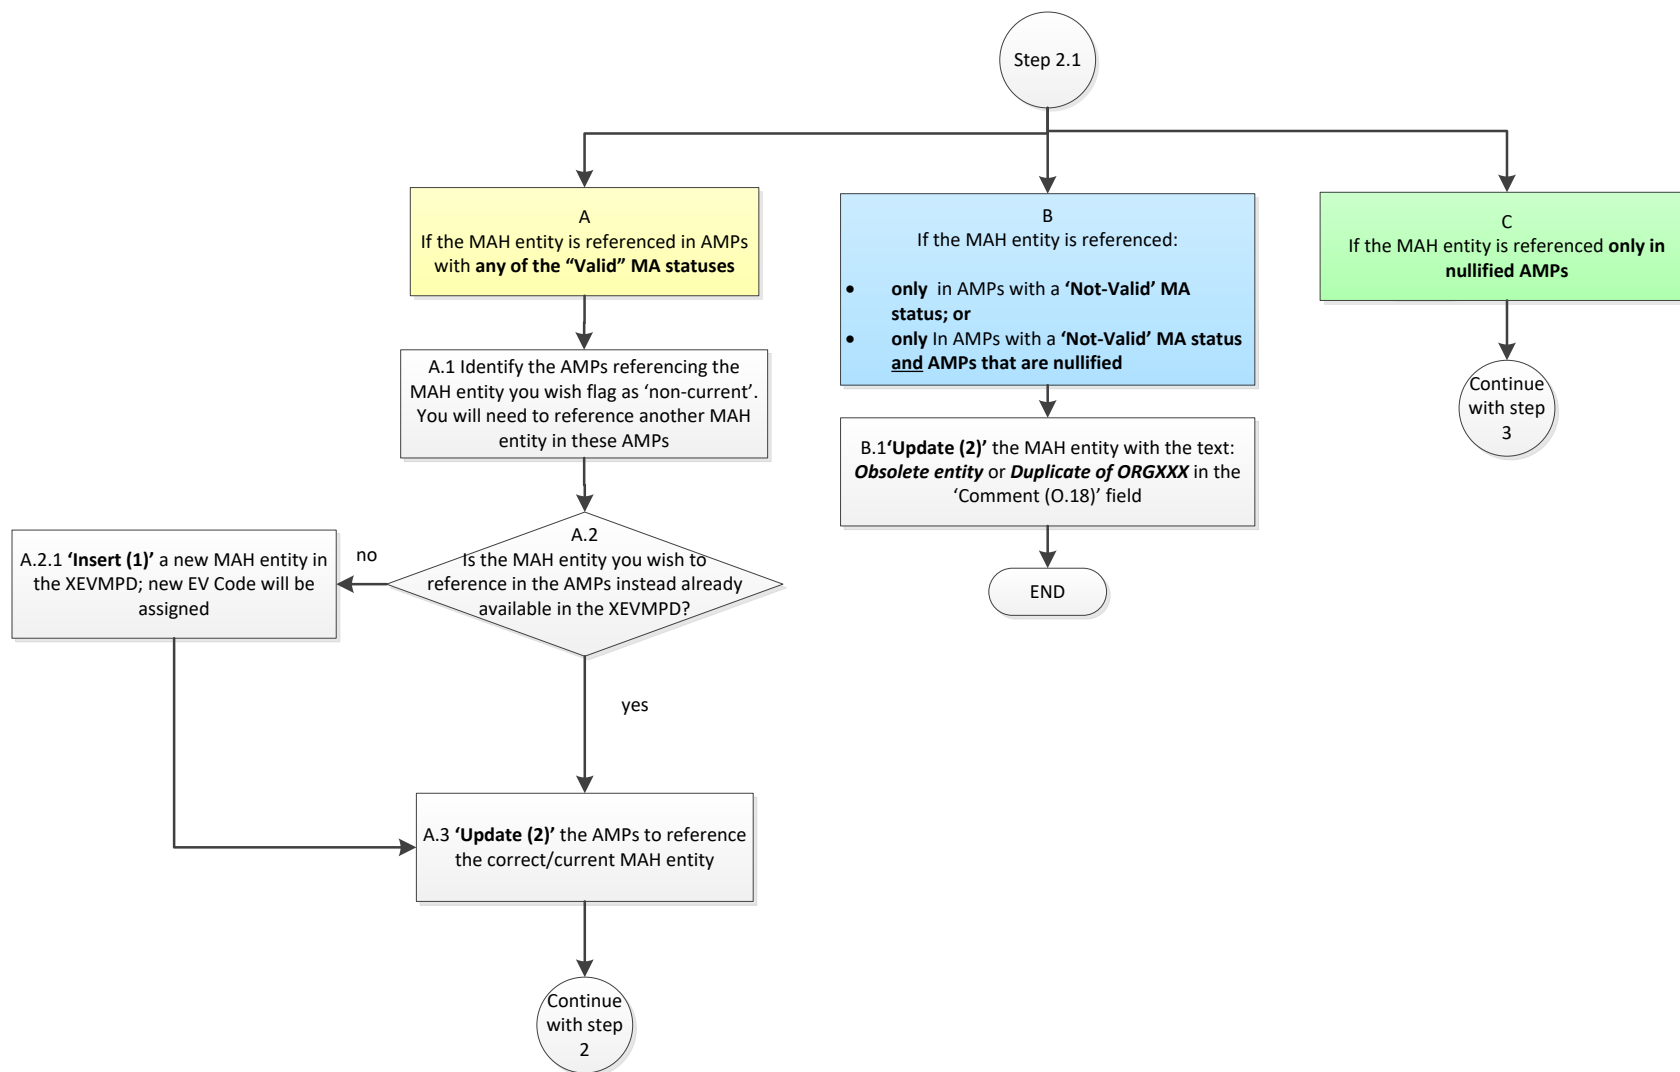 Step 2.1
A
If the MAH entity is referenced in AMPs
with any of the “Valid” MA statuses
B
If the MAH entity is referenced:
• only in AMPs with a ‘Not-Valid’ MA
status; or
• only In AMPs with a ‘Not-Valid’ MA status
and AMPs that are nullified
C
If the MAH entity is referenced only in
nullified AMPs
A.1 Identify the AMPs referencing the
MAH entity you wish flag as ‘non-current’.
You will need to reference another MAH
entity in these AMPs
B.1‘Update (2)’ the MAH entity with the text:
Obsolete entity or Duplicate of ORGXXX in the
‘Comment (O.18)’ field
Continue
with step
3
A.2
Is the MAH entity you wish to
reference in the AMPs instead already
available in the XEVMPD?
no
A.2.1 ‘Insert (1)’ a new MAH entity in
the XEVMPD; new EV Code will be
assigned
END
yes
A.3 ‘Update (2)’ the AMPs to reference
the correct/current MAH entity
Continue
with step
2